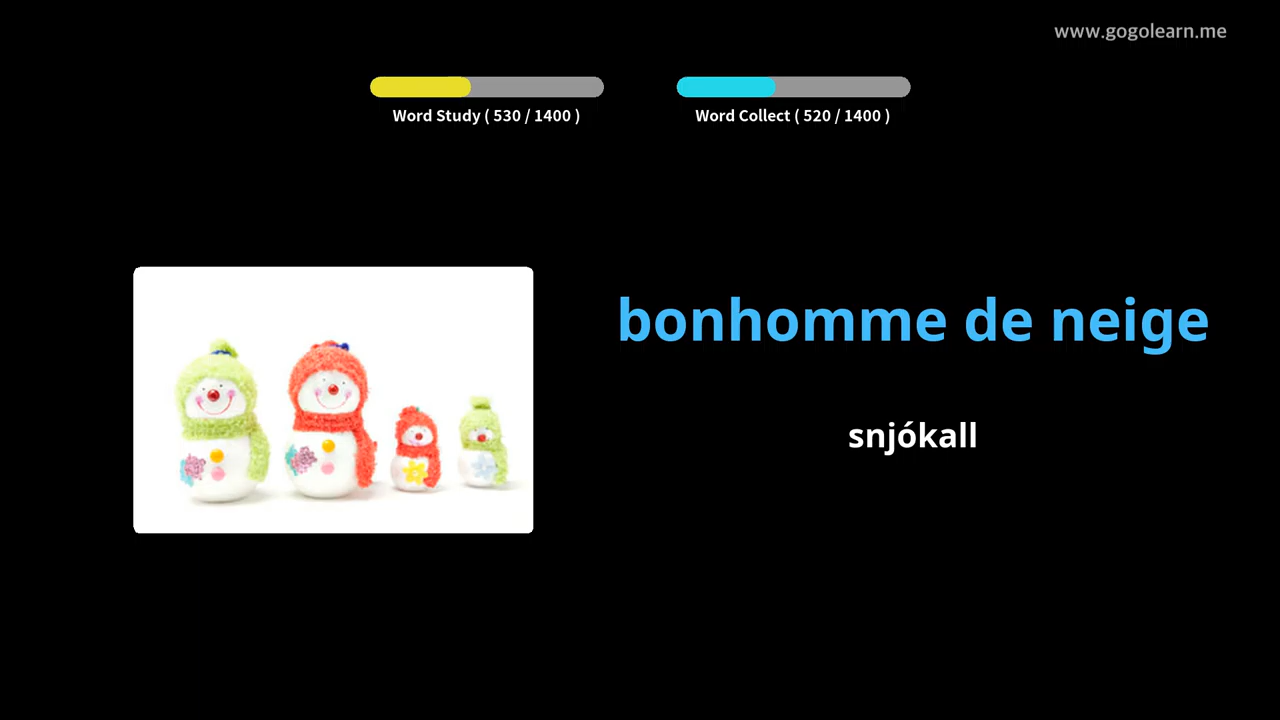 www.gogolearn.me
Word Study ( 530 / 1400 )
Word Collect ( 520 / 1400 )
bonhomme de neige
snjókall